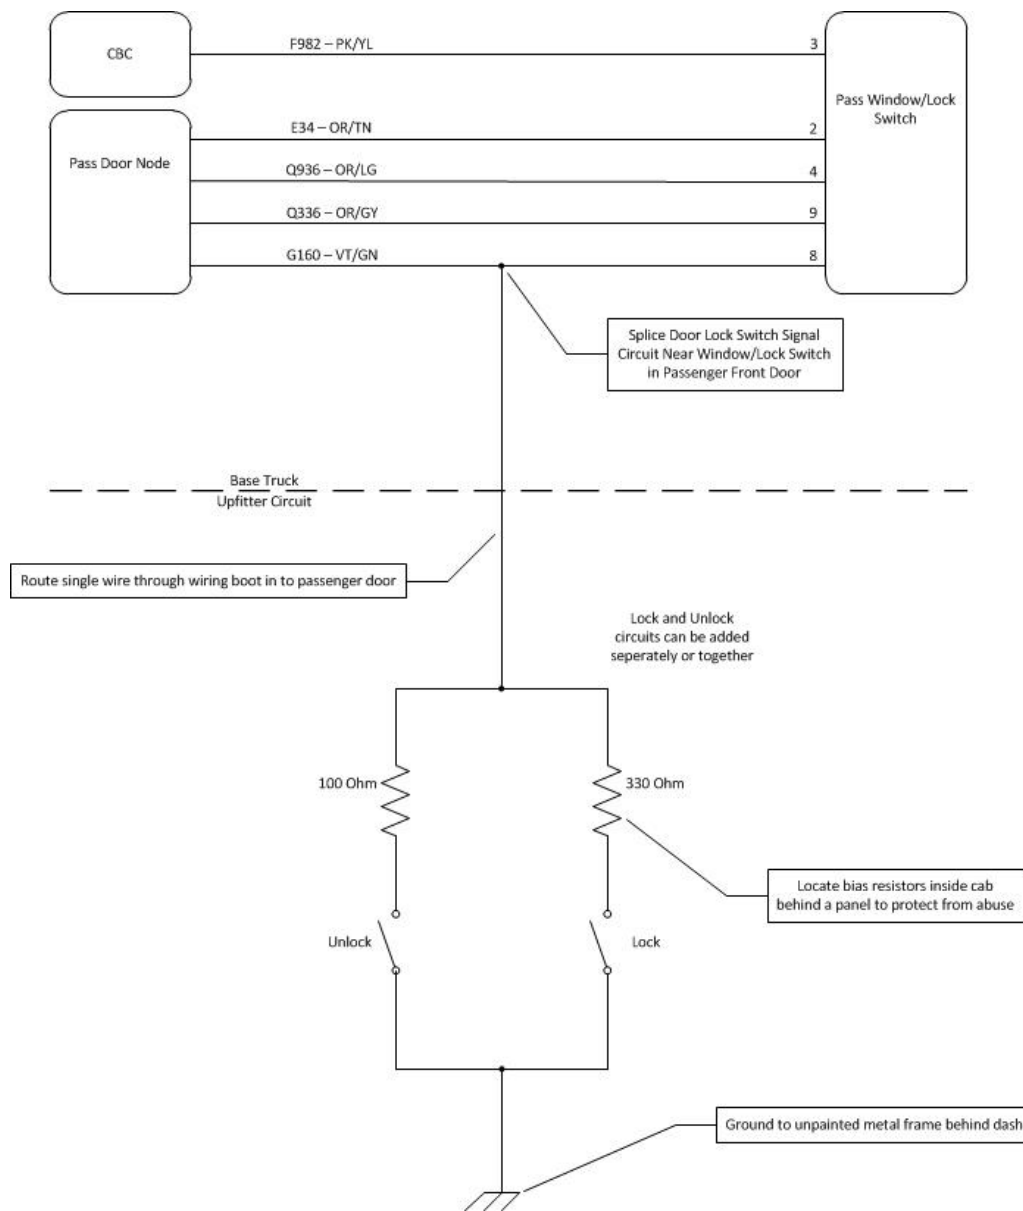 CBC
F982 – PK/YL
3
Pass Window/Lock
Switch
Pass Door Node
E34 – OR/TN
2
Q936 – OR/LG
4
Q336 – OR/GY
9
G160 – VT/GN
8
Splice Door Lock Switch Signal
Circuit Near Window/Lock Switch
in Passenger Front Door
Base Truck
Upfitter Circuit
Route single wire through wiring boot in to passenger door
Lock and Unlock
circuits can be added
seperately or together
100 Ohm
330 Ohm
Locate bias resistors inside cab
behind a panel to protect from abuse
Unlock
Lock
Ground to unpainted metal frame behind dash